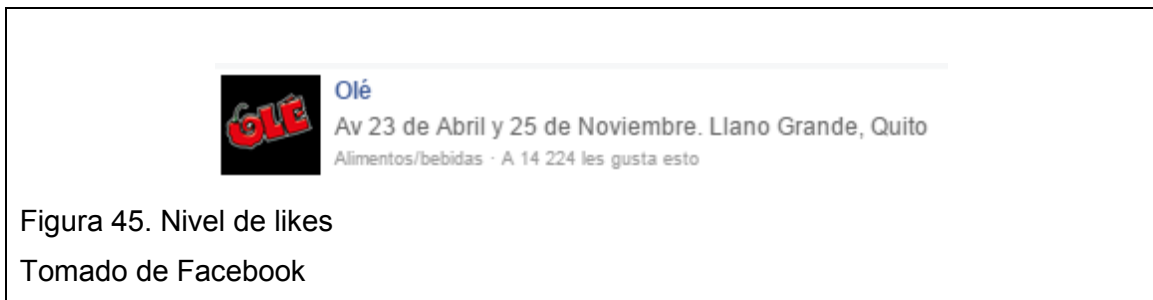 OLÉ
Olé
Av 23 de Abril y 25 de Noviembre. Llano Grande, Quito
Alimentos/bebidas · A 14 224 les gusta esto
Figura 45. Nivel de likes
Tomado de Facebook